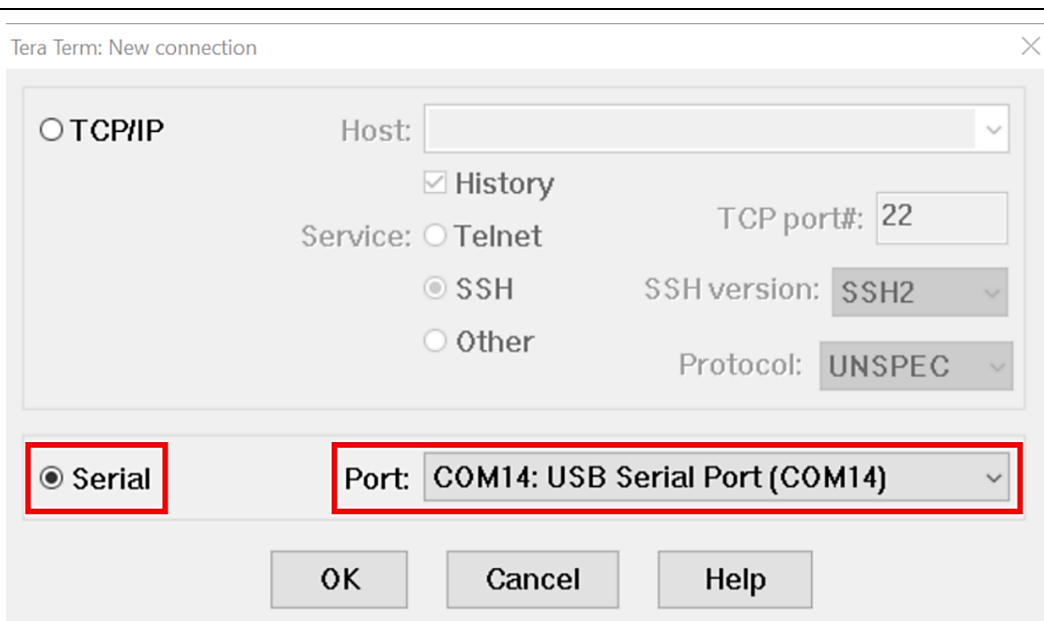 Tera Term: New connection
TCP/IP
Host:
History
Service:
Telnet
TCP port#: 22
SSH
SSH version: SSH2
Other
Protocol: UNSPEC
Serial
Port: COM14: USB Serial Port (COM14)
OK
Cancel
Help